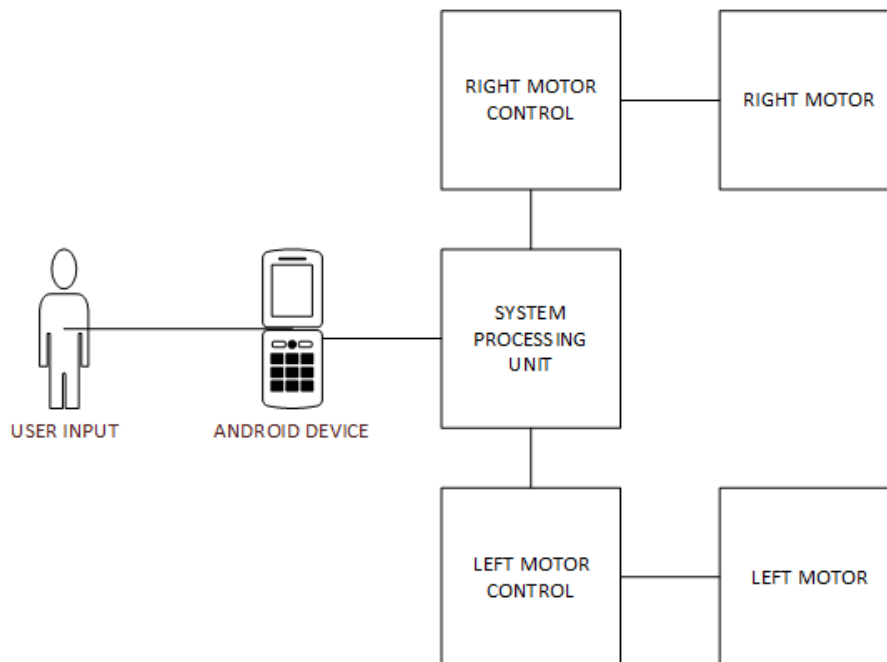 RIGHT MOTOR
CONTROL
RIGHT MOTOR
SYSTEM
PROCESSING
UNIT
USER INPUT
ANDROID DEVICE
LEFT MOTOR
CONTROL
LEFT MOTOR